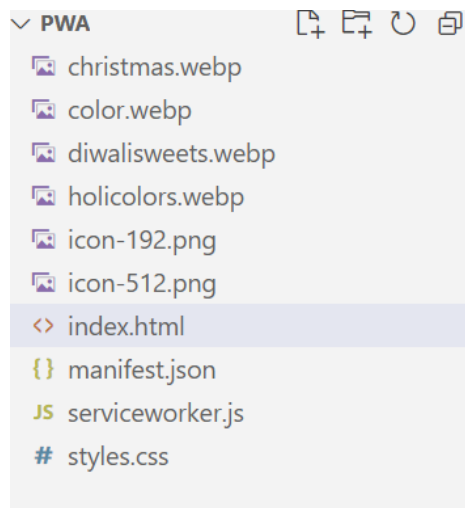 PWA
christmas.webp
color.webp
diwalisweets.webp
holicolors.webp
icon-192.png
icon-512.png
<> index.html
{} manifest.json
JS serviceworker.js
# styles.css